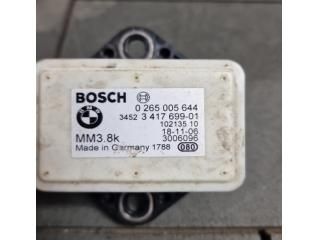 BOSCH
BMW
0 265 005 644
3452 3 417 699-01
102135 10
18-11-06
MM3.8k 3006096
Made in Germany 1788 080